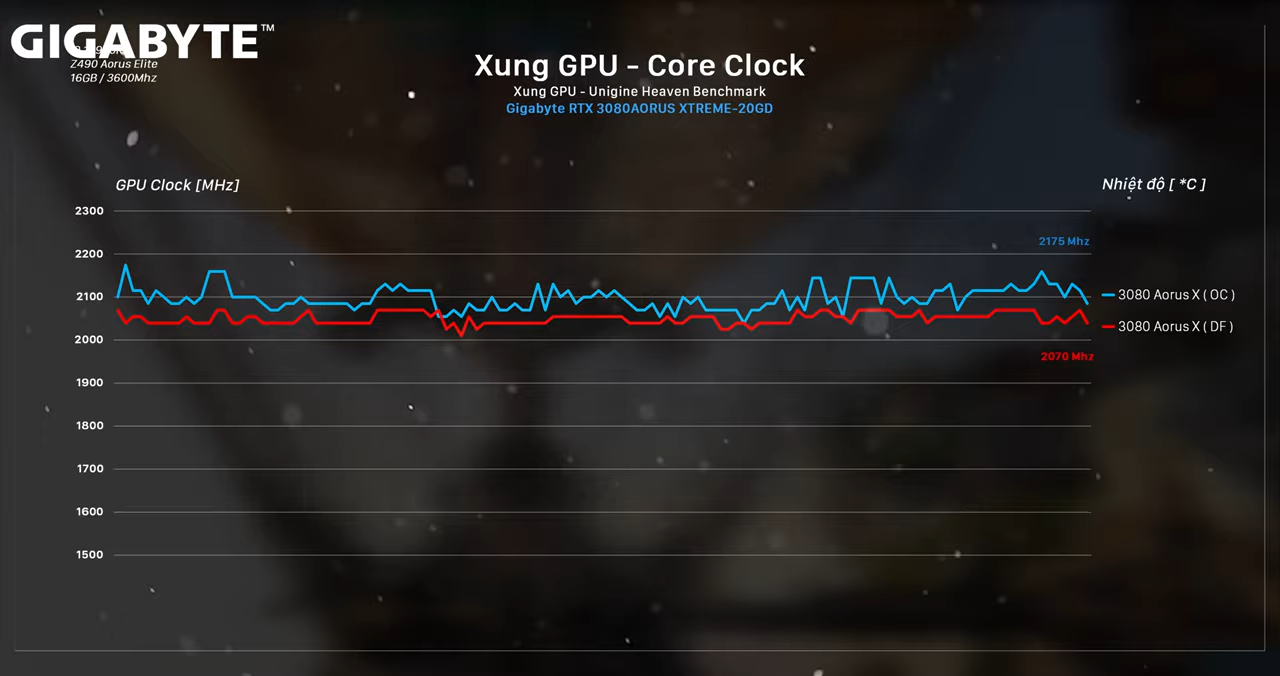 GIGABYTE™
Z490 Aorus Elite
16GB / 3600Mhz
Xung GPU - Core Clock
Xung GPU - Unigine Heaven Benchmark
Gigabyte RTX 3080AORUS XTREME-20GD
GPU Clock [MHz]
Nhiệt độ [ *C ]
2300
2200
2100
2000
1900
1800
1700
1600
1500
2175 Mhz
3080 Aorus X ( OC )
3080 Aorus X ( DF )
2070 Mhz